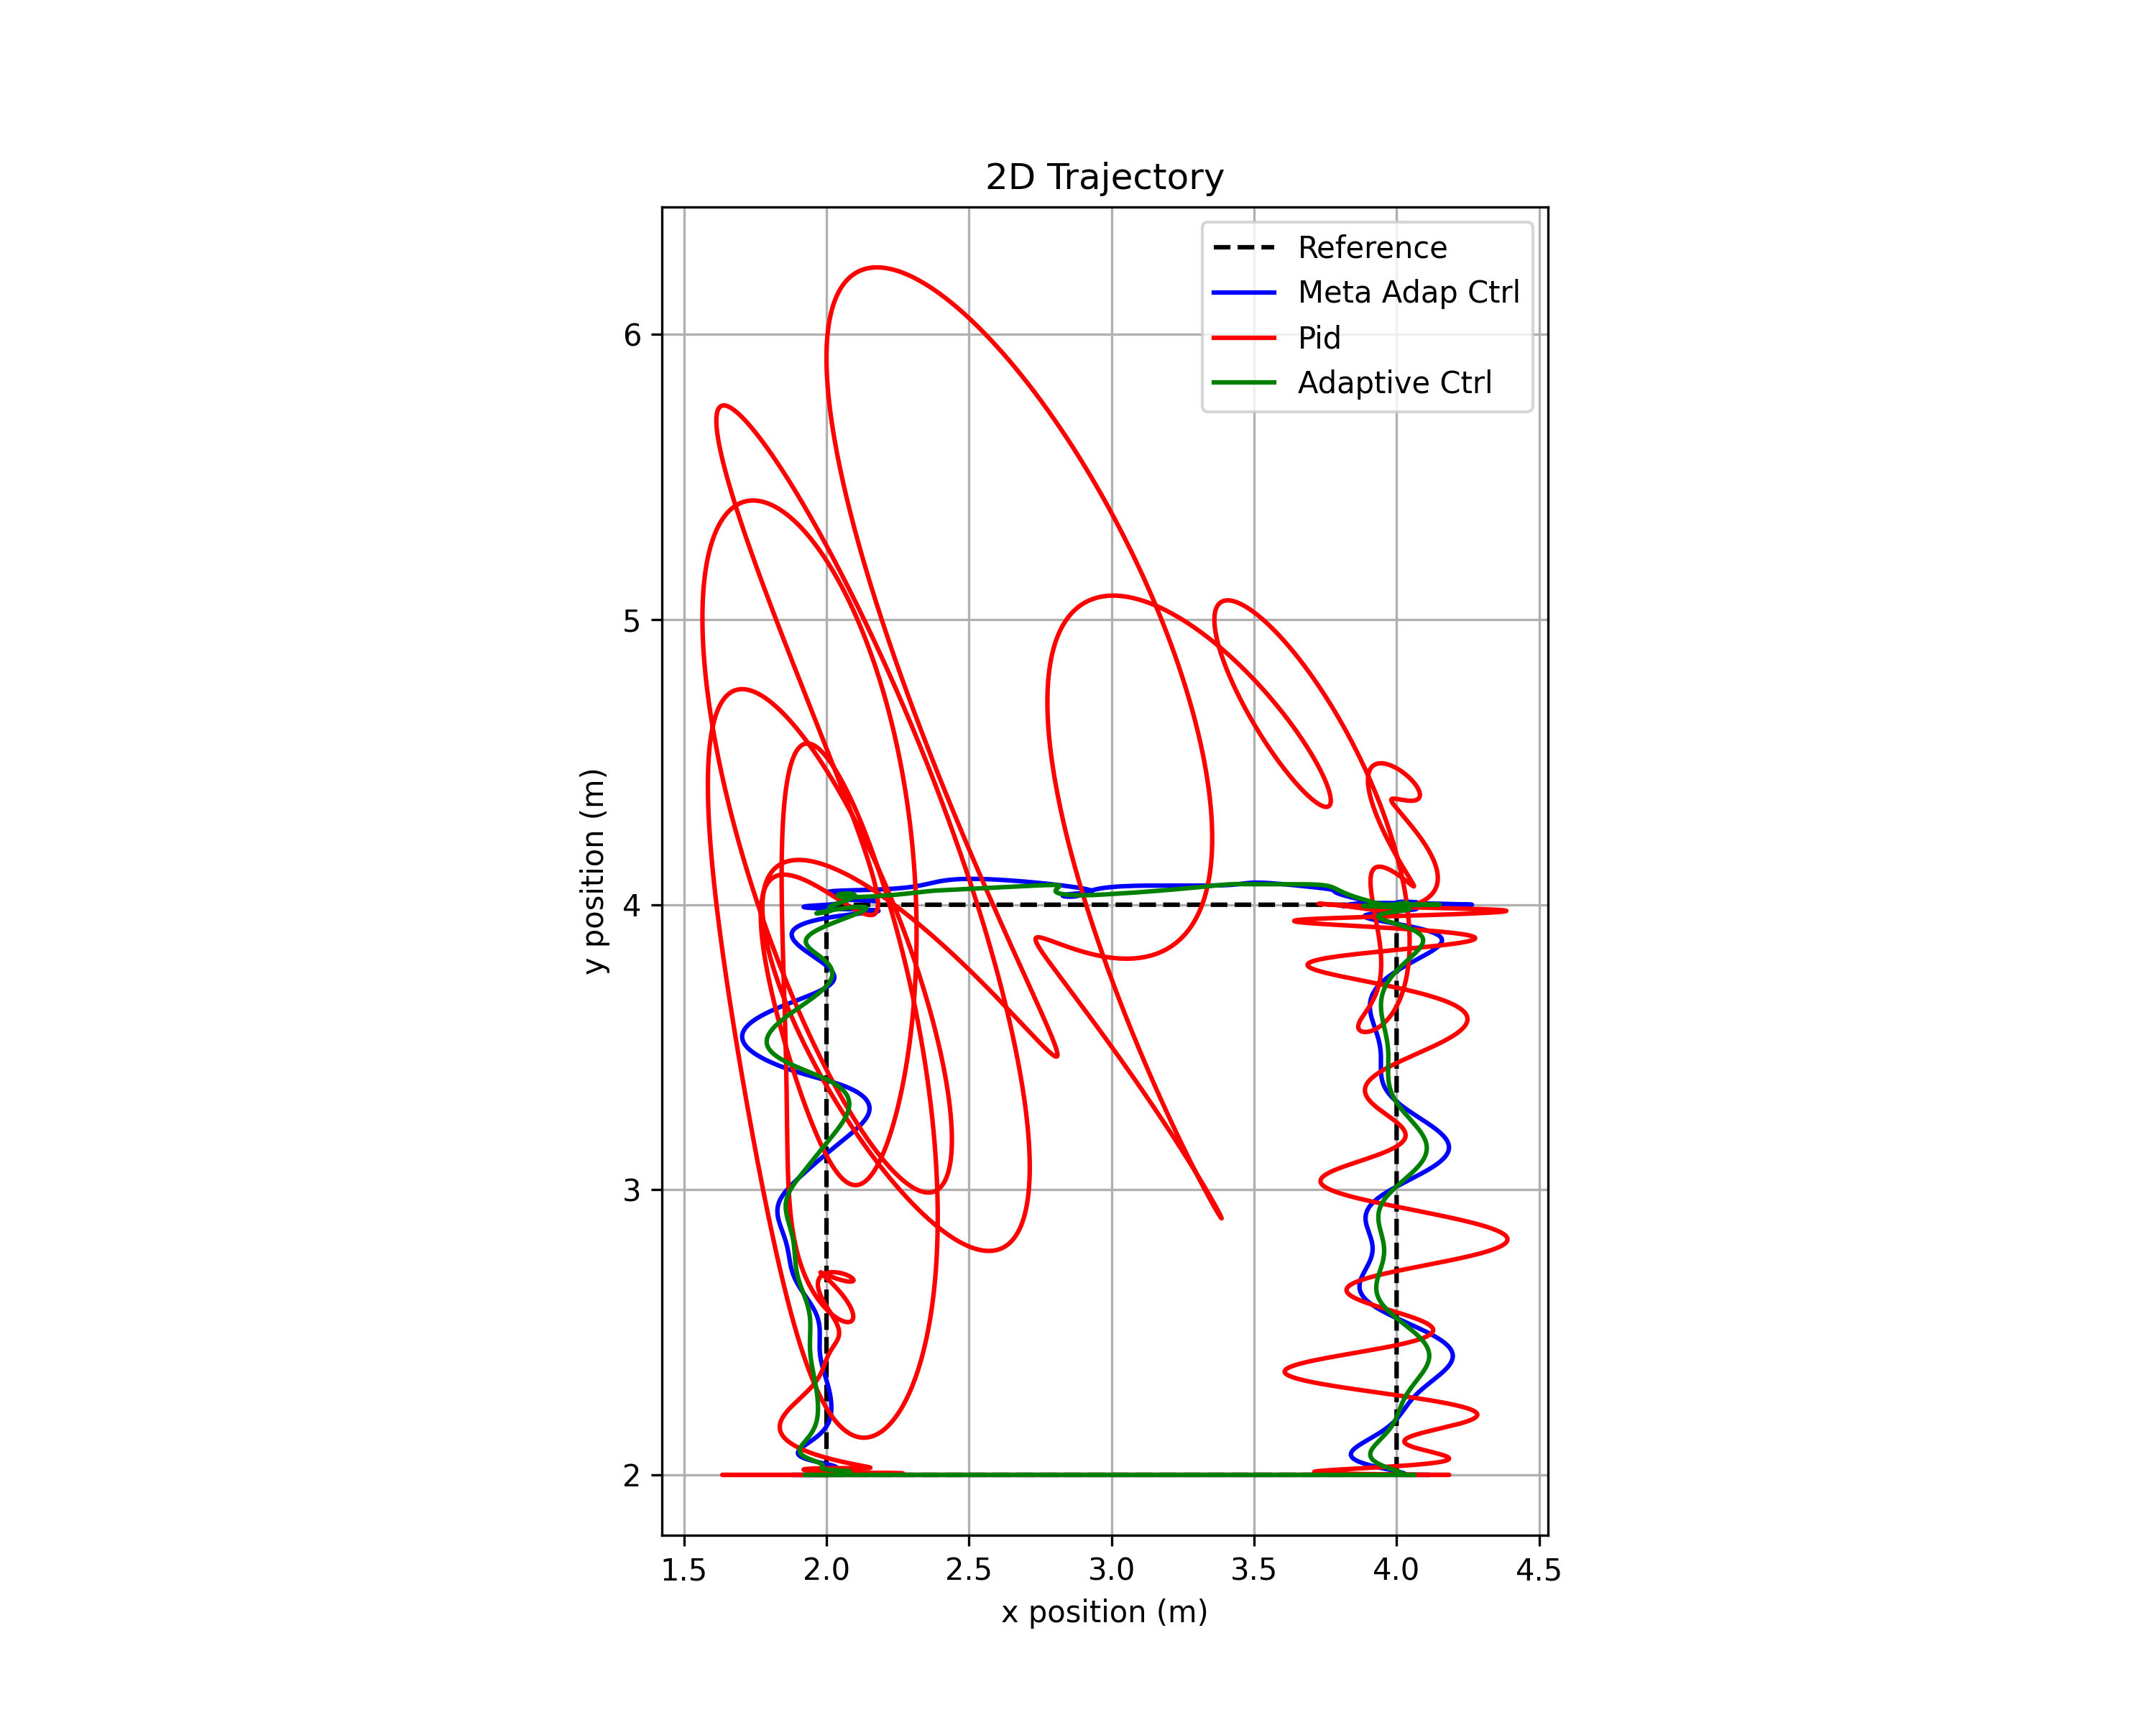 2D Trajectory
Reference
Meta Adap Ctrl
Pid
Adaptive Ctrl
6
5
4
3
2
y position (m)
1.5 2.0 2.5 3.0 3.5 4.0 4.5
x position (m)